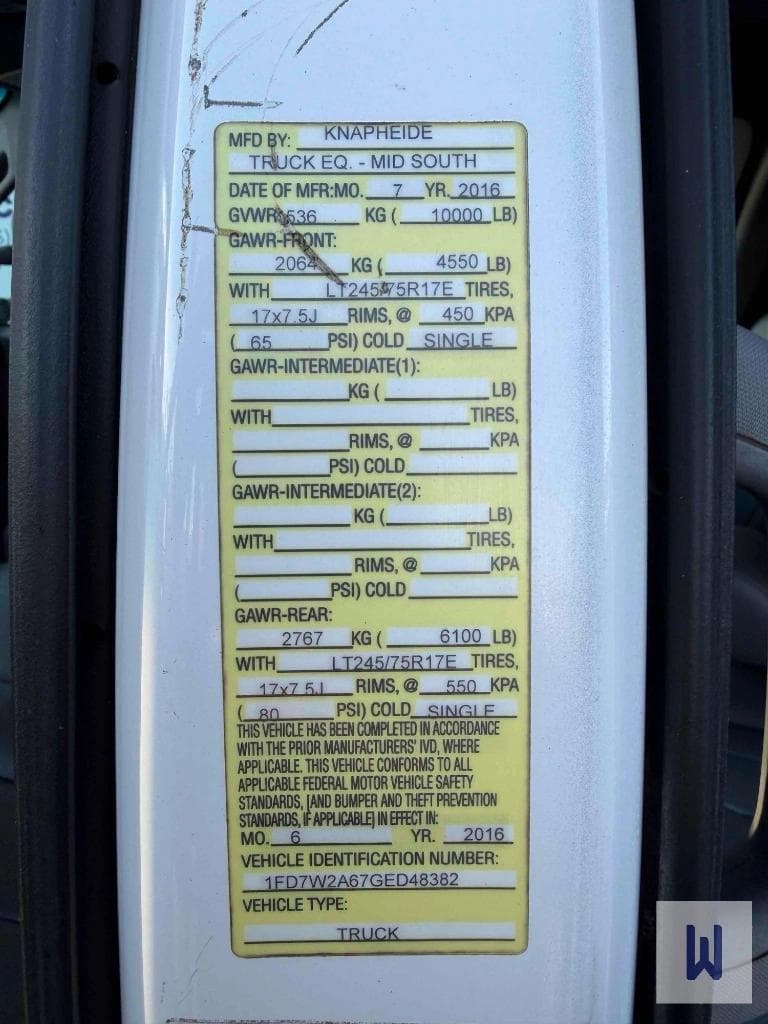 MFD BY: KNAPHEIDE
TRUCK EQ. - MID SOUTH
DATE OF MFR:MO. 7 YR. 2016
GVWR: 536 KG ( 10000 LB)
GAWR-FRONT:
2064 KG ( 4550 LB)
WITH LT245/75R17E TIRES,
17x7.5J RIMS, @ 450 KPA
( 65 PSI) COLD SINGLE
GAWR-INTERMEDIATE(1):
KG ( LB)
WITH TIRES,
RIMS, @ KPA
( PSI) COLD
GAWR-INTERMEDIATE(2):
KG ( LB)
WITH TIRES,
RIMS, @ KPA
( PSI) COLD
GAWR-REAR:
2767 KG ( 6100 LB)
WITH LT245/75R17E TIRES,
17x7.5J RIMS, @ 550 KPA
( 80 PSI) COLD SINGLE
THIS VEHICLE HAS BEEN COMPLETED IN ACCORDANCE
WITH THE PRIOR MANUFACTURERS' IVD, WHERE
APPLICABLE. THIS VEHICLE CONFORMS TO ALL
APPLICABLE FEDERAL MOTOR VEHICLE SAFETY
STANDARDS, [AND BUMPER AND THEFT PREVENTION
STANDARDS, IF APPLICABLE] IN EFFECT IN:
MO. 6 YR. 2016
VEHICLE IDENTIFICATION NUMBER:
1FD7W2A67GED48382
VEHICLE TYPE:
TRUCK
W